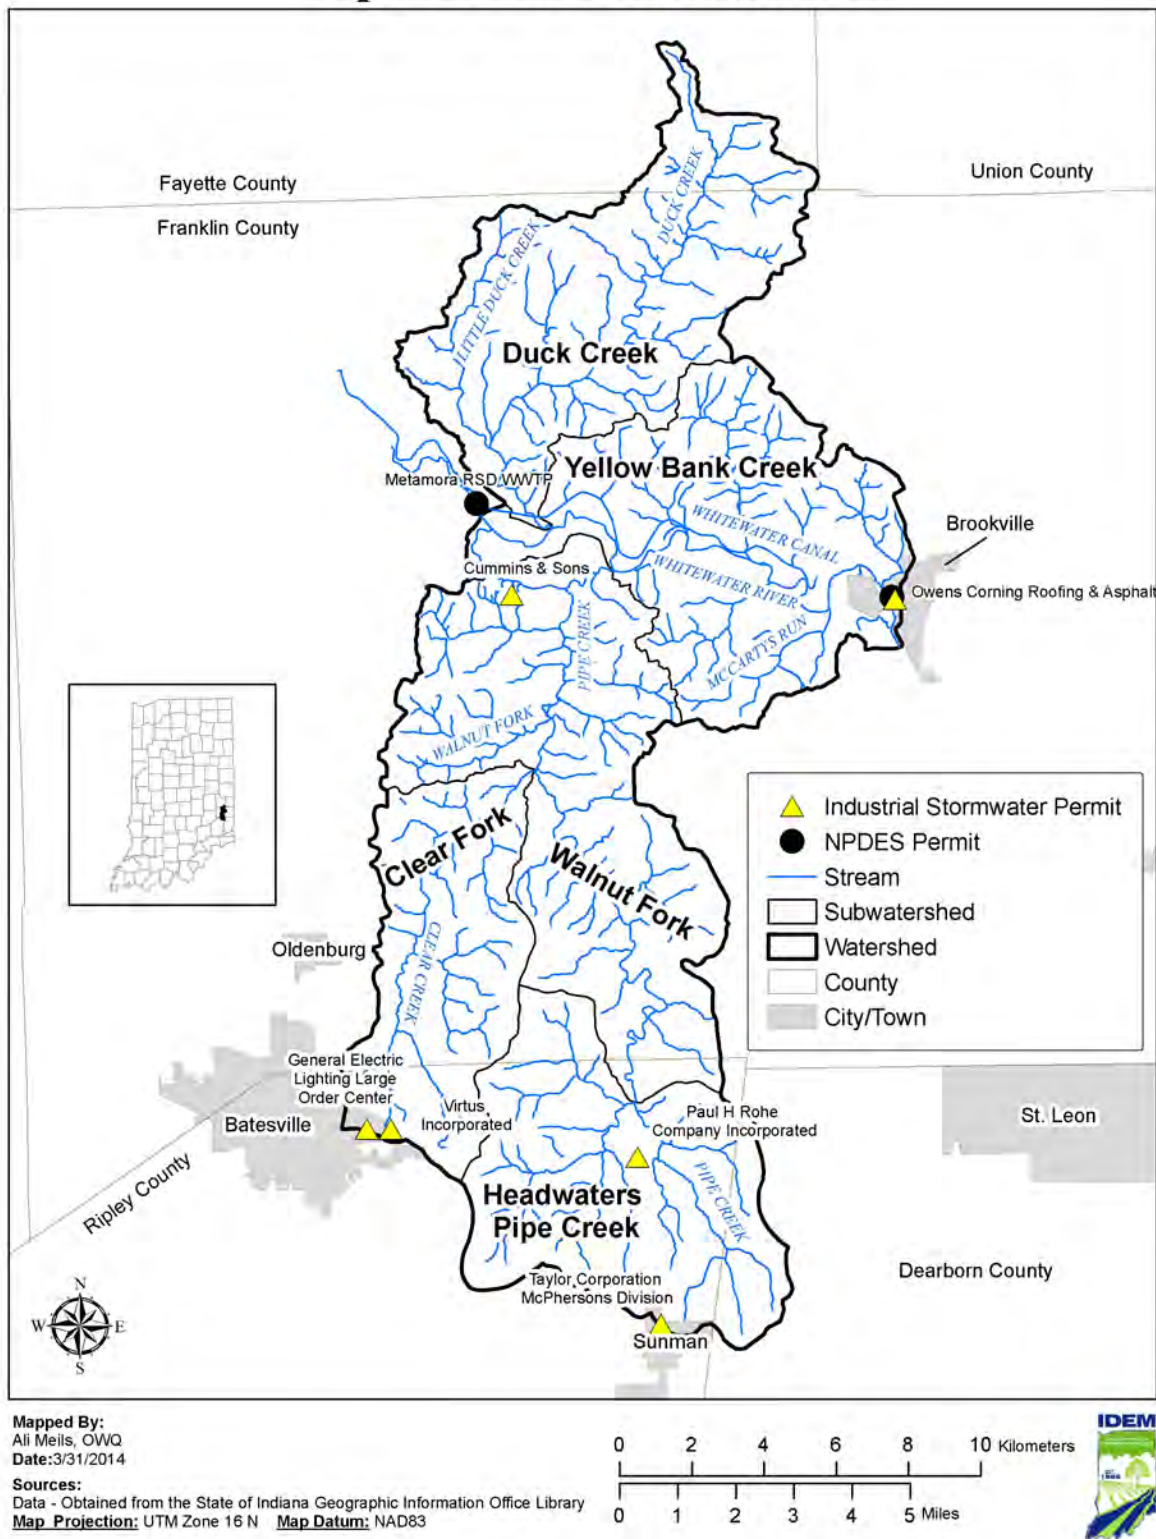 Fayette County
Union County
Franklin County
DUCK CREEK
LITTLE DUCK CREEK
Duck Creek
Yellow Bank Creek
Metamora RSD WWTP
WHITEWATER CANAL
Brookville
Cummins & Sons
WHITEWATER RIVER
Owens Corning Roofing & Asphalt
PIPE CREEK
MCCARTYS RUN
WALNUT FORK
Clear Fork
Walnut Fork
Industrial Stormwater Permit
NPDES Permit
Stream
Subwatershed
Watershed
County
City/Town
Oldenburg
CLEAR CREEK
General Electric
Lighting Large
Order Center
Batesville
Virtus
Incorporated
Paul H Rohe
Company Incorporated
St. Leon
Ripley County
PIPE CREEK
Headwaters
Pipe Creek
Dearborn County
Taylor Corporation
McPhersons Division
Sunman
N
W E
S
Mapped By:
Ali Meils, OWQ
Date:3/31/2014
Sources:
Data - Obtained from the State of Indiana Geographic Information Office Library
Map Projection: UTM Zone 16 N Map Datum: NAD83
0 2 4 6 8 10 Kilometers
0 1 2 3 4 5 Miles
IDEM